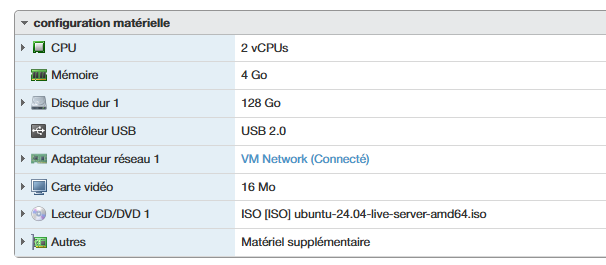 configuration matérielle
CPU 2 vCPUs
Mémoire 4 Go
Disque dur 1 128 Go
Contrôleur USB USB 2.0
Adaptateur réseau 1 VM Network (Connecté)
Carte vidéo 16 Mo
Lecteur CD/DVD 1 ISO [ISO] ubuntu-24.04-live-server-amd64.iso
Autres Matériel supplémentaire